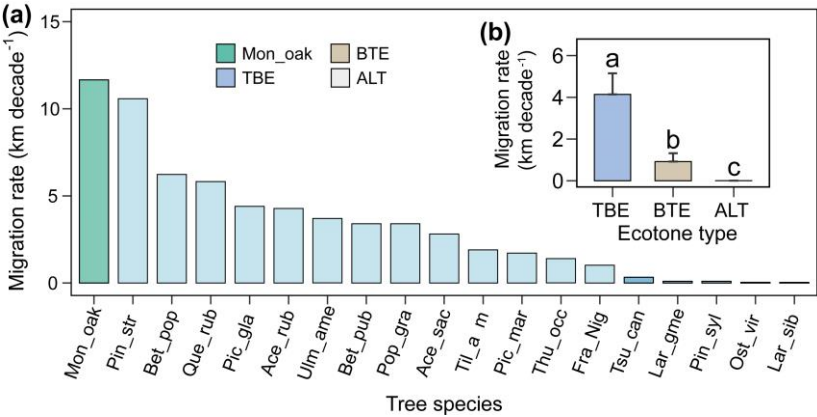 (a)
Migration rate (km decade⁻¹)
15
10
5
0
Mon_oak
TBE
BTE
ALT
Mon_oak
Pin_str
Bet_pop
Que_rub
Pic_gla
Ace_rub
Ulm_ame
Bet_pub
Pop_gra
Ace_sac
Til_a m
Pic_mar
Thu_occ
Fra_Nig
Tsu_can
Lar_gme
Pin_syl
Ost_vir
Lar_sib
Tree species
(b)
Migration rate
(km decade⁻¹)
6
4
2
0
a
b
c
TBE
BTE
ALT
Ecotone type